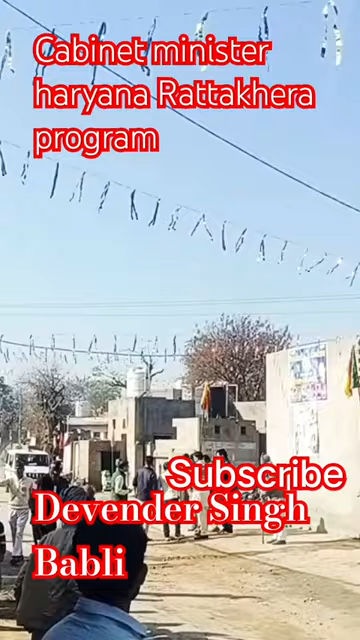 Cabinet minister
haryana Rattakhera
program
Subscribe
Devender Singh
Babli